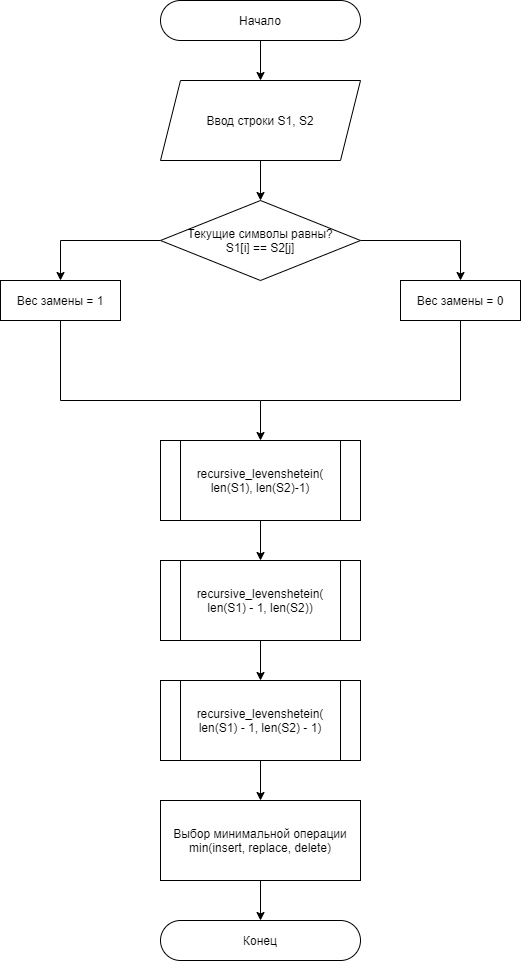 Начало
Ввод строки S1, S2
Текущие символы равны?
S1[i] == S2[j]
Вес замены = 1
Вес замены = 0
recursive_levenshetein(
len(S1), len(S2)-1)
recursive_levenshetein(
len(S1) - 1, len(S2))
recursive_levenshetein(
len(S1) - 1, len(S2) - 1)
Выбор минимальной операции
min(insert, replace, delete)
Конец